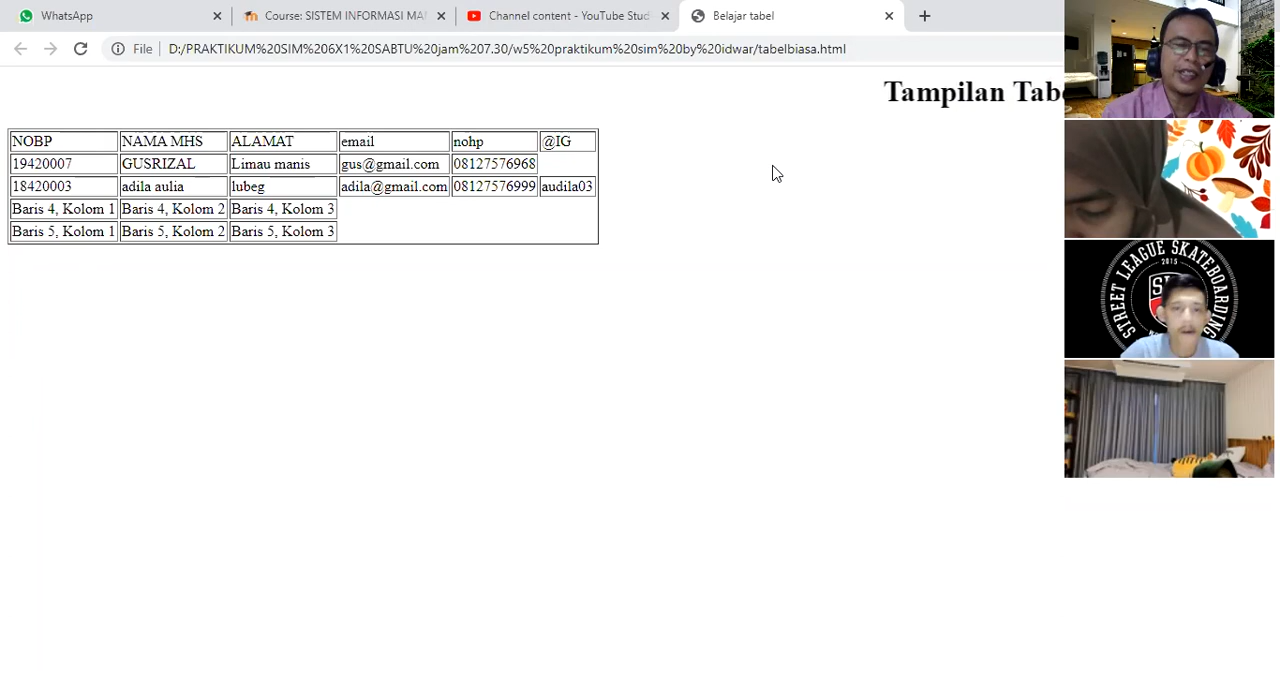 WhatsApp
Course: SISTEM INFORMASI MA
Channel content - YouTube Stud
Belajar tabel
File
D:/PRAKTIKUM%20SIM%206X1%20SABTU%20jam%207.30/w5%20praktikum%20sim%20by%20idwar/tabelbiasa.html
Tampilan Tab
NOBP NAMA MHS ALAMAT email nohp @IG
19420007 GUSRIZAL Limau manis gus@gmail.com 08127576968
18420003 adila aulia lubeg adila@gmail.com 08127576999 audila03
Baris 4, Kolom 1 Baris 4, Kolom 2 Baris 4, Kolom 3
Baris 5, Kolom 1 Baris 5, Kolom 2 Baris 5, Kolom 3
STREET LEAGUE SKATEBOARDING
2015